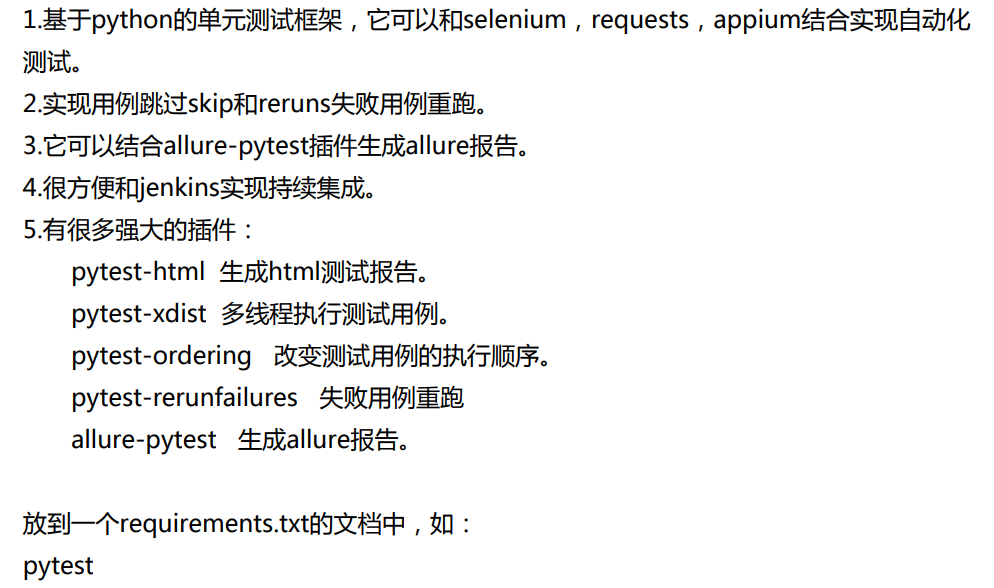 1.基于python的单元测试框架，它可以和selenium，requests，appium结合实现自动化
测试。
2.实现用例跳过skip和reruns失败用例重跑。
3.它可以结合allure-pytest插件生成allure报告。
4.很方便和jenkins实现持续集成。
5.有很多强大的插件：
pytest-html 生成html测试报告。
pytest-xdist 多线程执行测试用例。
pytest-ordering 改变测试用例的执行顺序。
pytest-rerunfailures 失败用例重跑
allure-pytest 生成allure报告。
放到一个requirements.txt的文档中，如：
pytest